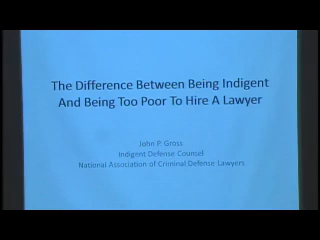 The Difference Between Being Indigent
And Being Too Poor To Hire A Lawyer
John P. Gross
Indigent Defense Counsel
National Association of Criminal Defense Lawyers